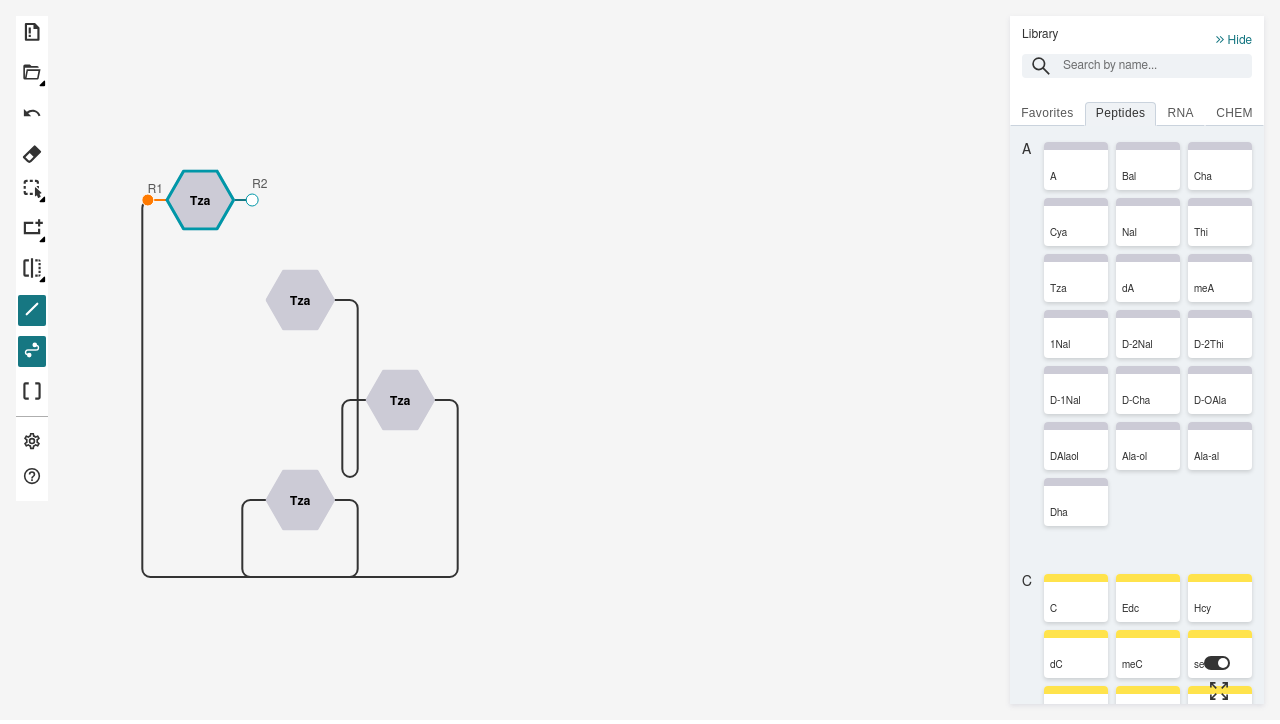 R1
R2
Tza
Tza
Tza
Tza
Library
Hide
Search by name...
Favorites
Peptides
RNA
CHEM
A
A
Bal
Cha
Cya
Nal
Thi
Tza
dA
meA
1Nal
D-2Nal
D-2Thi
D-1Nal
D-Cha
D-OAla
DAlaol
Ala-ol
Ala-al
Dha
C
C
Edc
Hcy
dC
meC